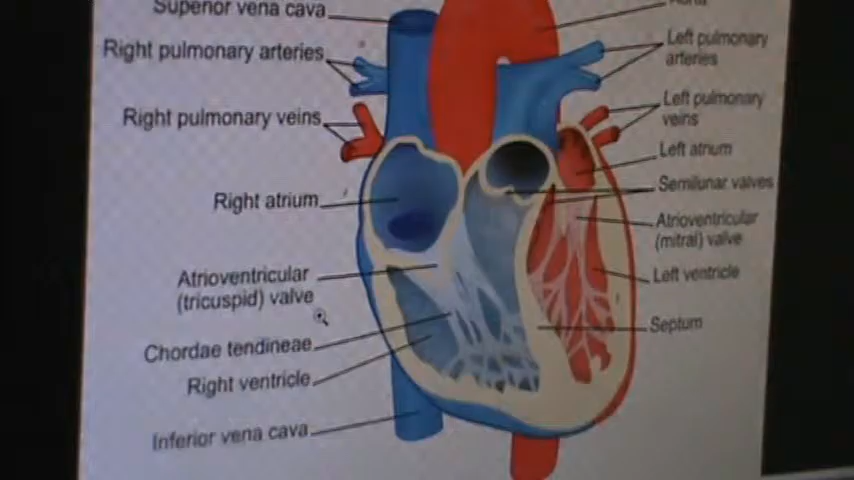 Superior vena cava
Right pulmonary arteries
Right pulmonary veins
Right atrium
Atrioventricular
(tricuspid) valve
Chordae tendineae
Right ventricle
Inferior vena cava
Aorta
Left pulmonary
arteries
Left pulmonary
veins
Left atrium
Semilunar valves
Atrioventricular
(mitral) valve
Left ventricle
Septum